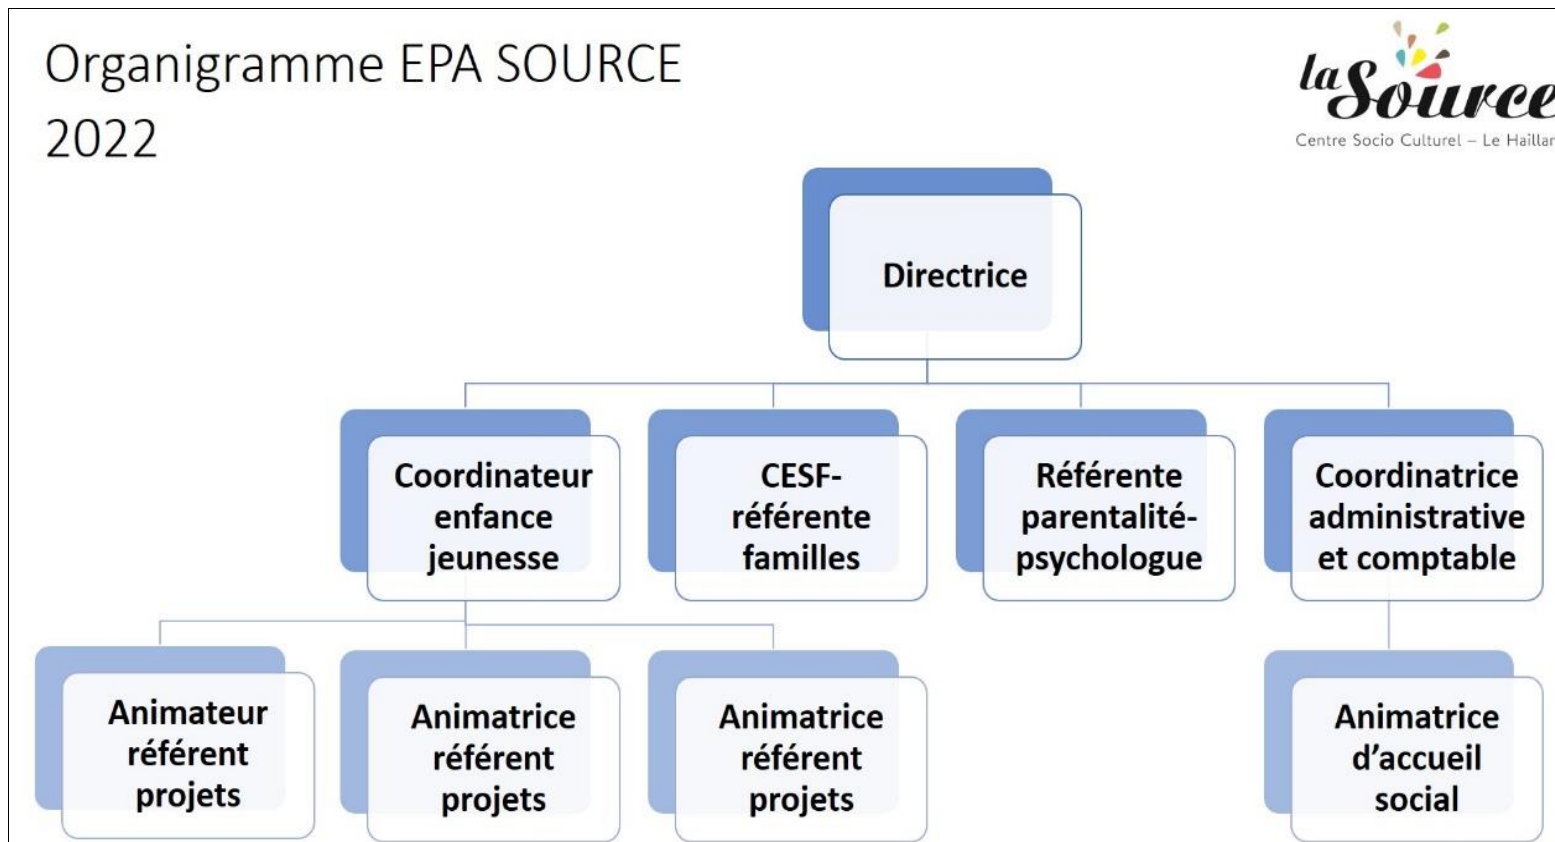 Organigramme EPA SOURCE
2022
la Source
Centre Socio Culturel – Le Haillan
Directrice
Coordinateur
enfance
jeunesse
CESF-
référente
familles
Référente
parentalité-
psychologue
Coordinatrice
administrative
et comptable
Animateur
référent
projets
Animatrice
référent
projets
Animatrice
référent
projets
Animatrice
d’accueil
social